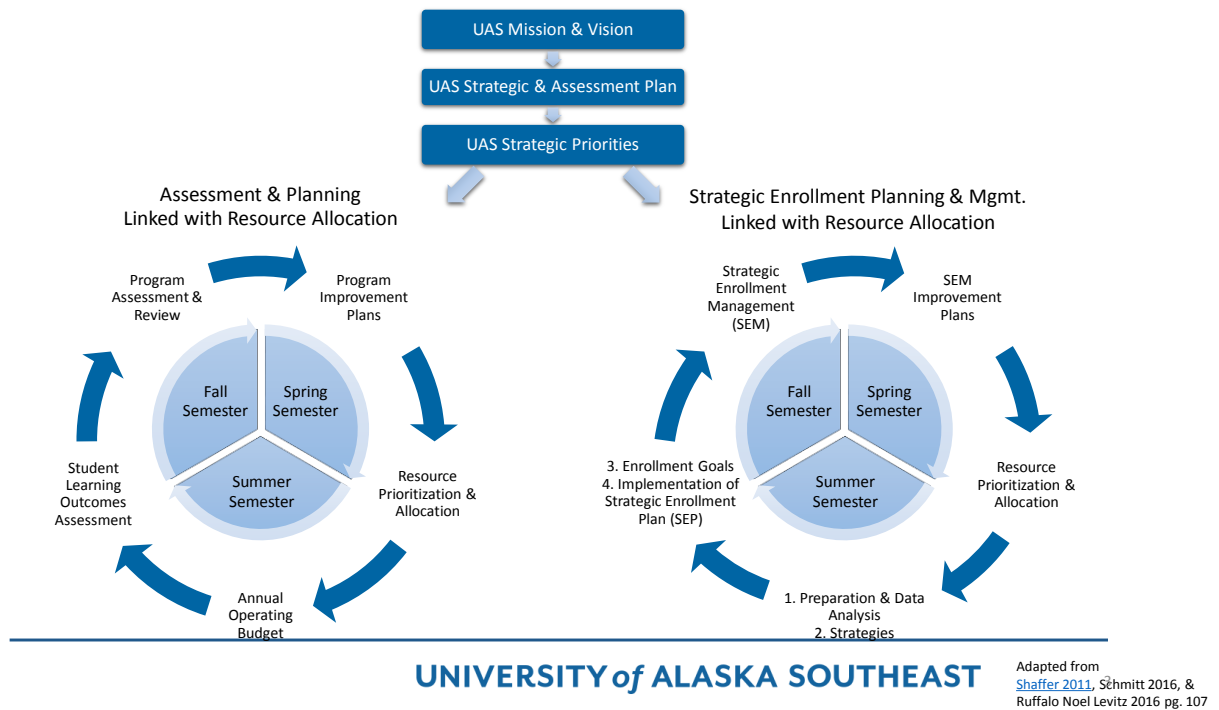 UAS Mission & Vision
UAS Strategic & Assessment Plan
UAS Strategic Priorities
Assessment & Planning
Linked with Resource Allocation
Program
Assessment &
Review
Program
Improvement
Plans
Fall
Semester
Spring
Semester
Summer
Semester
Student
Learning
Outcomes
Assessment
Resource
Prioritization &
Allocation
Annual
Operating
Budget
Strategic Enrollment Planning & Mgmt.
Linked with Resource Allocation
Strategic
Enrollment
Management
(SEM)
SEM
Improvement
Plans
Fall
Semester
Spring
Semester
Summer
Semester
3. Enrollment Goals
4. Implementation of
Strategic Enrollment
Plan (SEP)
Resource
Prioritization &
Allocation
1. Preparation & Data
Analysis
2. Strategies
UNIVERSITY of ALASKA SOUTHEAST
Adapted from
Shaffer 2011, Schmitt 2016, &
Ruffalo Noel Levitz 2016 pg. 107